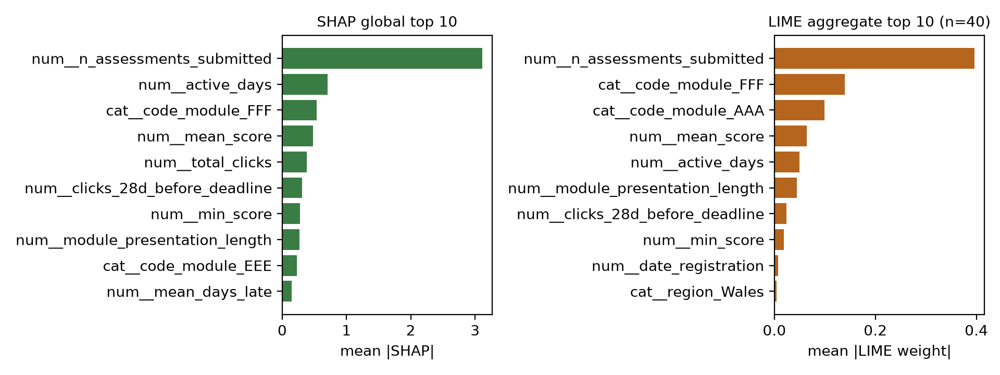 SHAP global top 10
num__n_assessments_submitted
num__active_days
cat__code_module_FFF
num__mean_score
num__total_clicks
num__clicks_28d_before_deadline
num__min_score
num__module_presentation_length
cat__code_module_EEE
num__mean_days_late
0 1 2 3
mean |SHAP|
LIME aggregate top 10 (n=40)
num__n_assessments_submitted
cat__code_module_FFF
cat__code_module_AAA
num__mean_score
num__active_days
num__module_presentation_length
num__clicks_28d_before_deadline
num__min_score
num__date_registration
cat__region_Wales
0.0 0.2 0.4
mean |LIME weight|